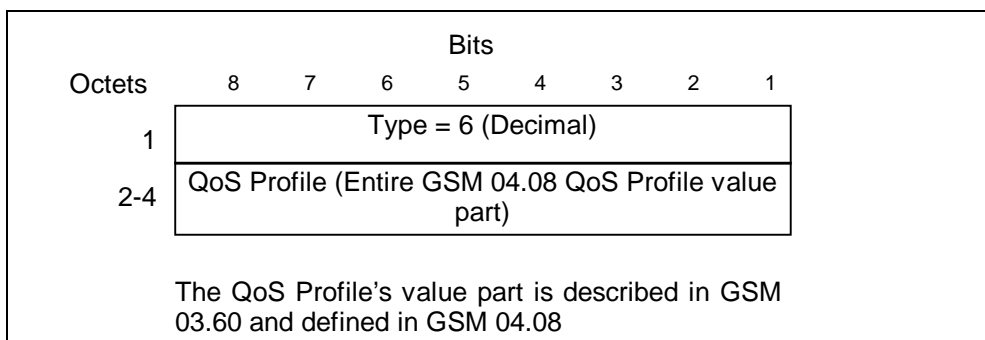 Bits
Octets 8 7 6 5 4 3 2 1
1 Type = 6 (Decimal)
2-4 QoS Profile (Entire GSM 04.08 QoS Profile value
part)
The QoS Profile's value part is described in GSM
03.60 and defined in GSM 04.08